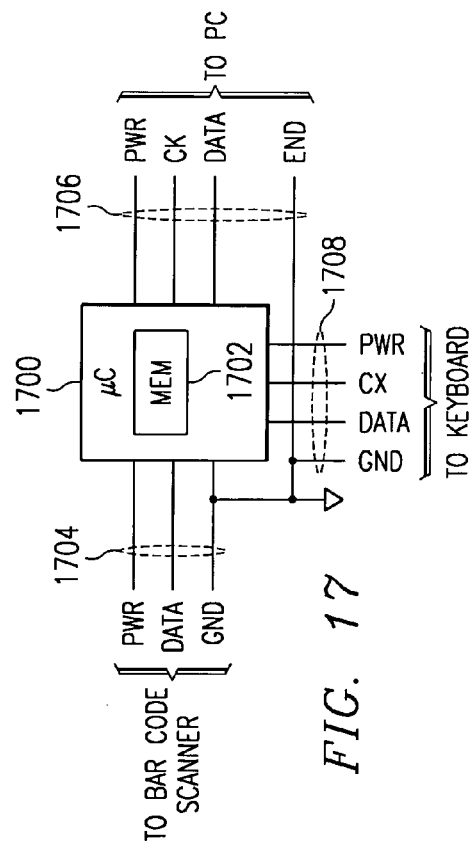 1706
PWR
CK
DATA
END
TO PC
1700
µC
MEM
1702
1708
PWR
CX
DATA
GND
TO KEYBOARD
1704
PWR
DATA
GND
TO BAR CODE
SCANNER
FIG. 17